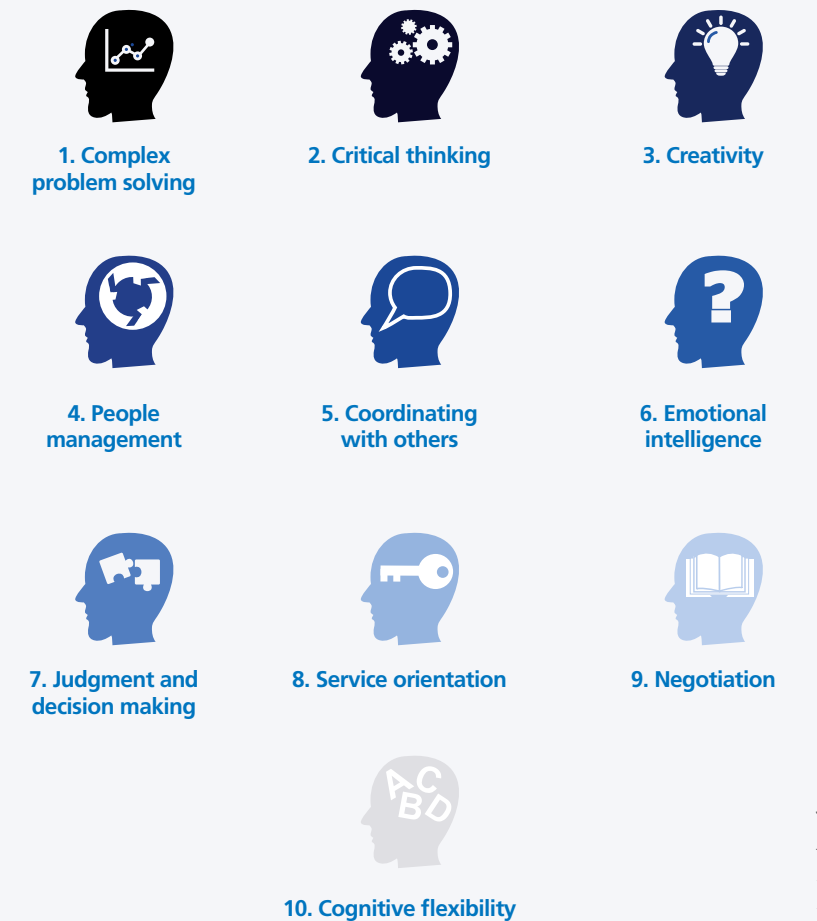 1. Complex
problem solving
2. Critical thinking
3. Creativity
4. People
management
5. Coordinating
with others
6. Emotional
intelligence
?
7. Judgment and
decision making
8. Service orientation
9. Negotiation
A C
B D
10. Cognitive flexibility